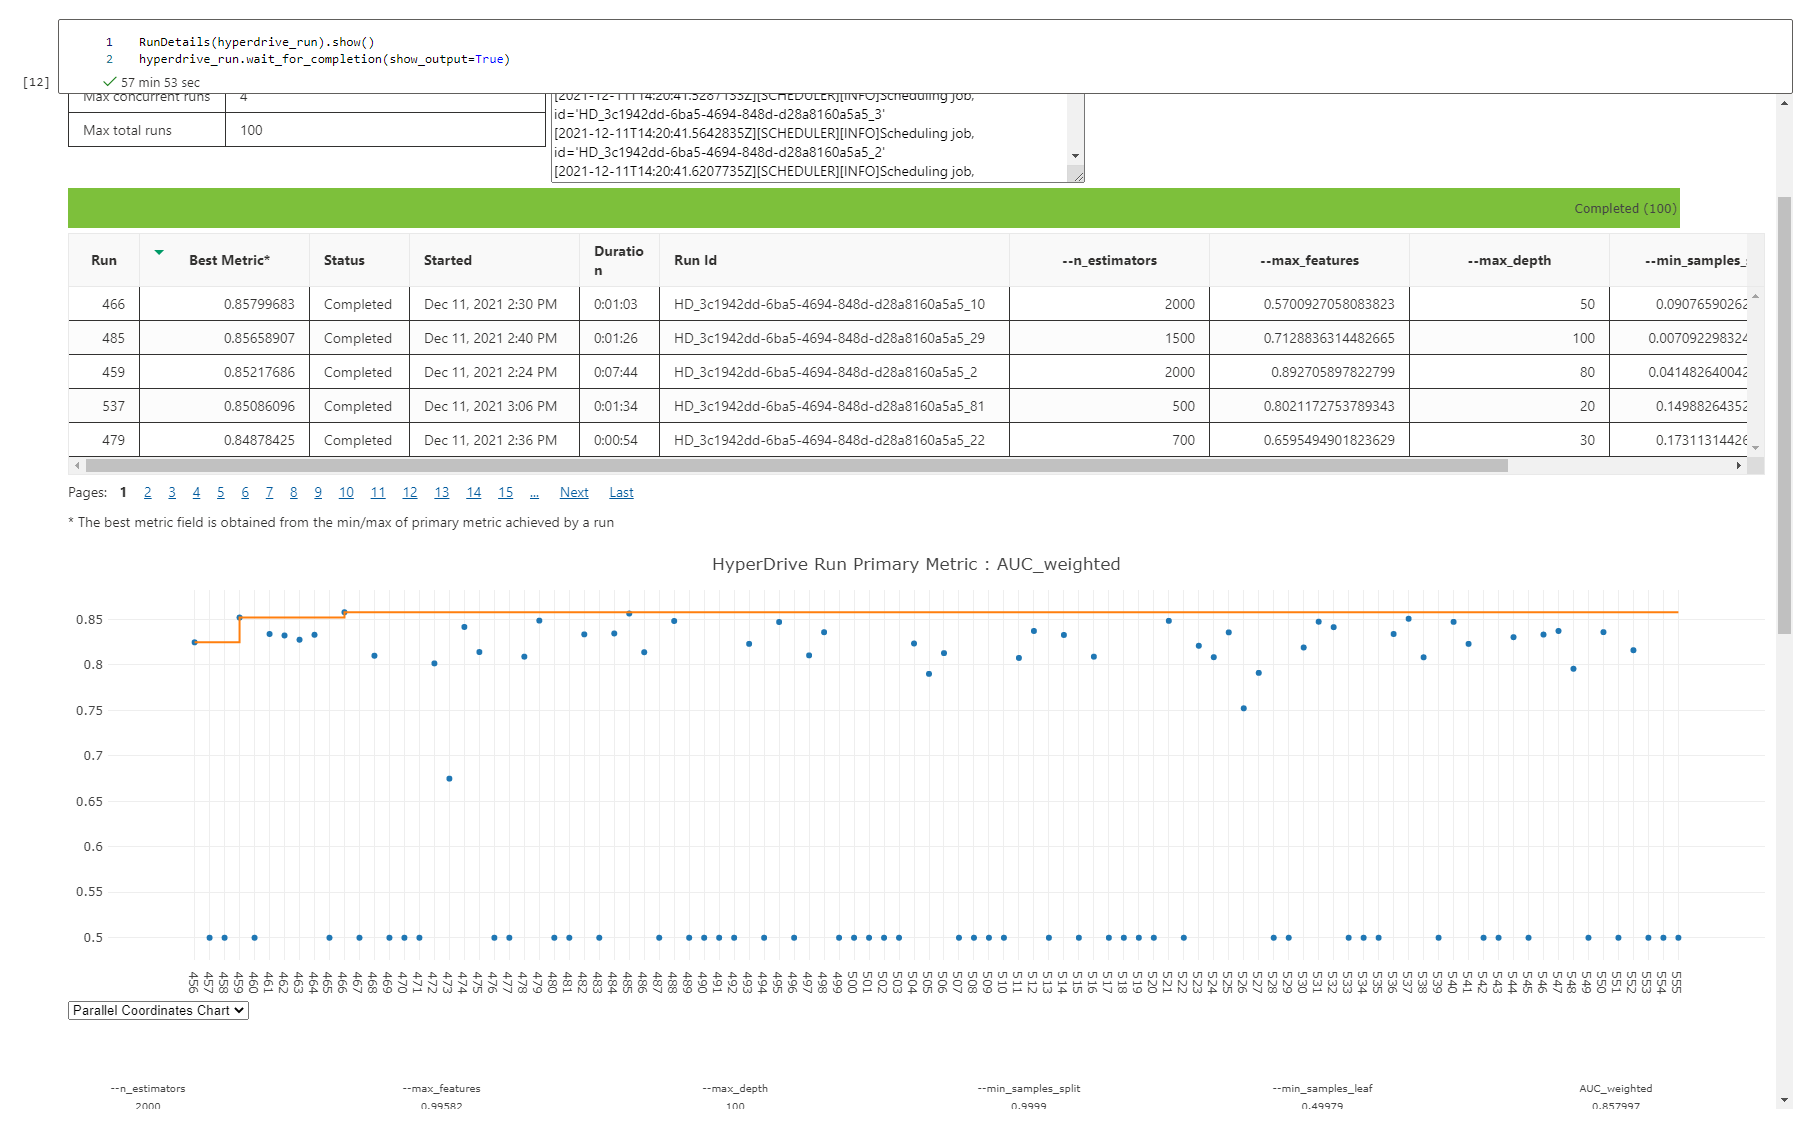 1 RunDetails(hyperdrive_run).show()
2 hyperdrive_run.wait_for_completion(show_output=True)
[12] 57 min 53 sec
Max concurrent runs 4
Max total runs 100
[2021-12-11T14:20:41.5287135Z][SCHEDULER][INFO]Scheduling job,
id='HD_3c1942dd-6ba5-4694-848d-d28a8160a5a5_3'
[2021-12-11T14:20:41.5642835Z][SCHEDULER][INFO]Scheduling job,
id='HD_3c1942dd-6ba5-4694-848d-d28a8160a5a5_2'
[2021-12-11T14:20:41.6207735Z][SCHEDULER][INFO]Scheduling job,
Completed (100)
Run Best Metric* Status Started Duration Run Id --n_estimators --max_features --max_depth --min_samples_s
466 0.85799683 Completed Dec 11, 2021 2:30 PM 0:01:03 HD_3c1942dd-6ba5-4694-848d-d28a8160a5a5_10 2000 0.5700927058083823 50 0.09076590262
485 0.85658907 Completed Dec 11, 2021 2:40 PM 0:01:26 HD_3c1942dd-6ba5-4694-848d-d28a8160a5a5_29 1500 0.7128836314482665 100 0.007092298324
459 0.85217686 Completed Dec 11, 2021 2:24 PM 0:07:44 HD_3c1942dd-6ba5-4694-848d-d28a8160a5a5_2 2000 0.892705897822799 80 0.041482640042
537 0.85086096 Completed Dec 11, 2021 3:06 PM 0:01:34 HD_3c1942dd-6ba5-4694-848d-d28a8160a5a5_81 500 0.8021172753789343 20 0.14988264352
479 0.84878425 Completed Dec 11, 2021 2:36 PM 0:00:54 HD_3c1942dd-6ba5-4694-848d-d28a8160a5a5_22 700 0.6595494901823629 30 0.17311314426
Pages: 1 2 3 4 5 6 7 8 9 10 11 12 13 14 15 ... Next Last
* The best metric field is obtained from the min/max of primary metric achieved by a run
HyperDrive Run Primary Metric : AUC_weighted
0.85
0.8
0.75
0.7
0.65
0.6
0.55
0.5
456 457 458 459 460 461 462 463 464 465 466 467 468 469 470 471 472 473 474 475 476 477 478 479 480 481 482 483 484 485 486 487 488 489 490 491 492 493 494 495 496 497 498 499 500 501 502 503 504 505 506 507 508 509 510 511 512 513 514 515 516 517 518 519 520 521 522 523 524 525 526 527 528 529 530 531 532 533 534 535 536 537 538 539 540 541 542 543 544 545 546 547 548 549 550 551 552 553 554 555
Parallel Coordinates Chart
--n_estimators --max_features --max_depth --min_samples_split --min_samples_leaf AUC_weighted
2000 0.99582 100 0.9999 0.49979 0.857997